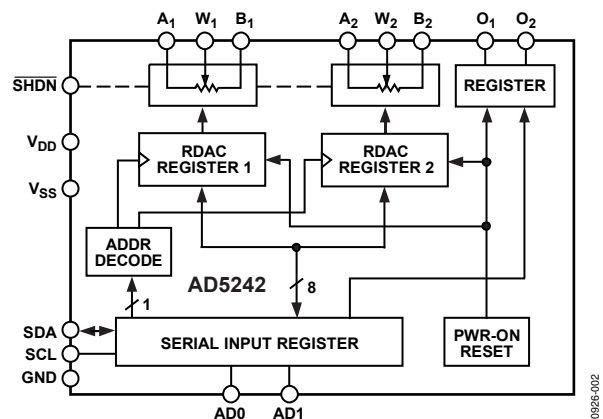 A1 W1 B1 A2 W2 B2 O1 O2
SHDN
REGISTER
VDD
RDAC
REGISTER 1
RDAC
REGISTER 2
VSS
ADDR
DECODE
AD5242
8
1
SDA
SCL
GND
SERIAL INPUT REGISTER
PWR-ON
RESET
AD0 AD1
0926-002